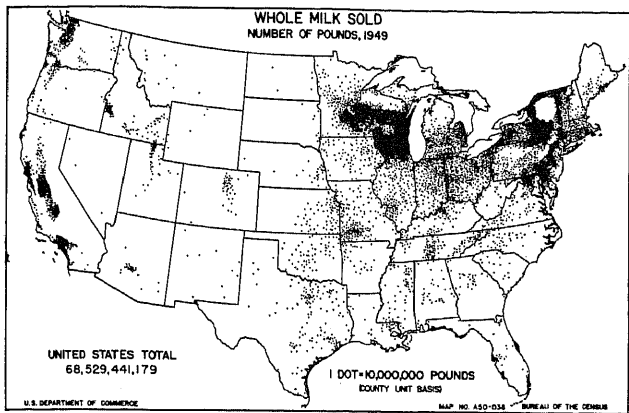 WHOLE MILK SOLD
NUMBER OF POUNDS, 1949
UNITED STATES TOTAL
68,529,441,179
1 DOT=10,000,000 POUNDS
(COUNTY UNIT BASIS)
U.S. DEPARTMENT OF COMMERCE
MAP NO. A50-038 BUREAU OF THE CENSUS